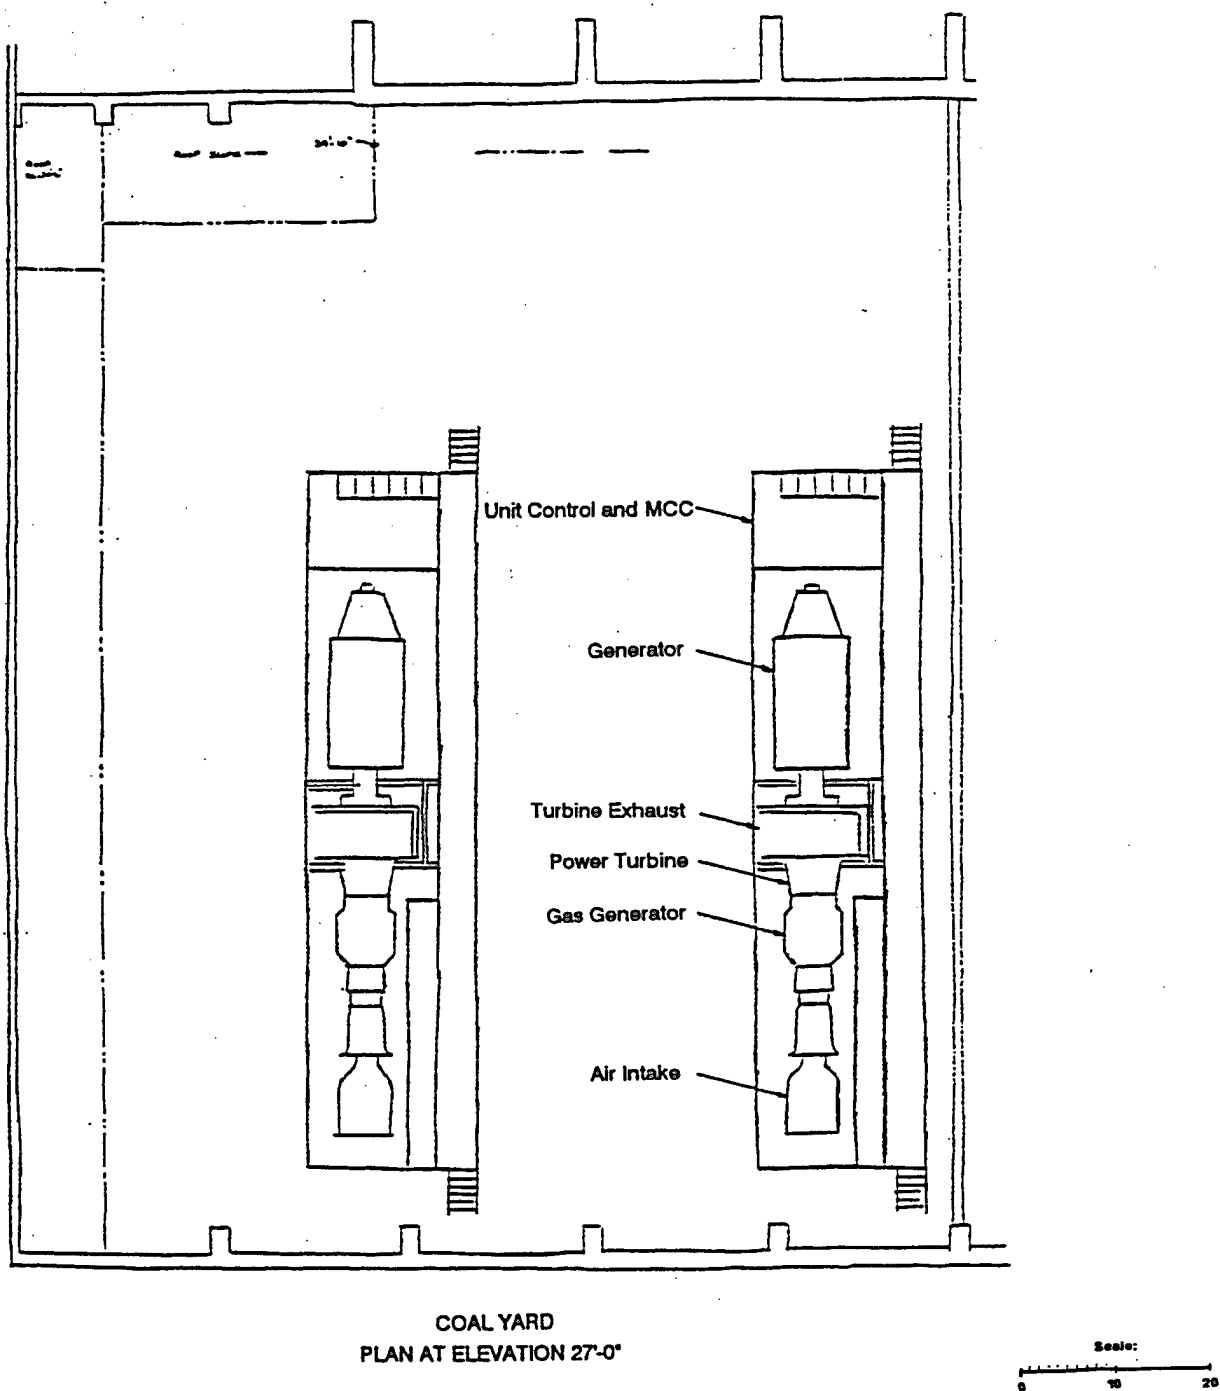 Unit Control and MCC
Generator
Turbine Exhaust
Power Turbine
Gas Generator
Air Intake
COAL YARD
PLAN AT ELEVATION 27'-0"
Scale:
0 10 20